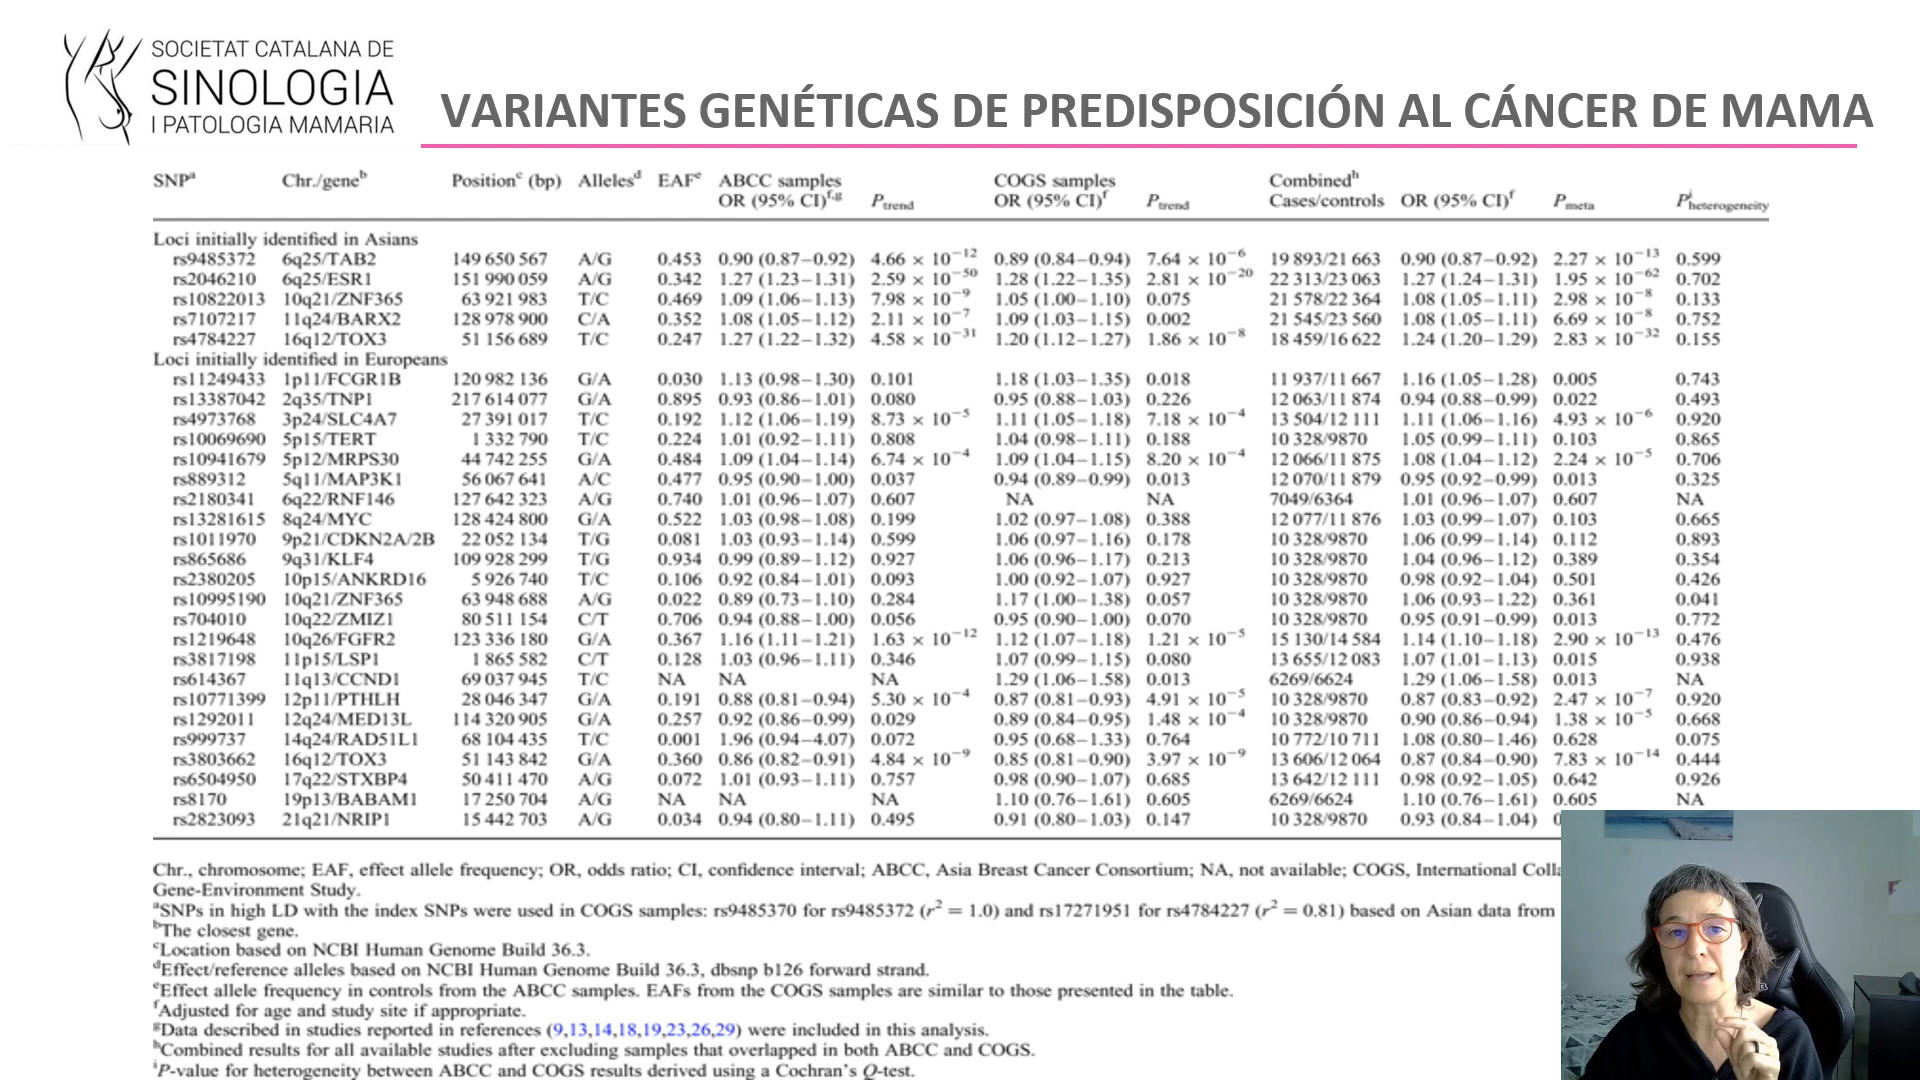 SOCIETAT CATALANA DE
SINOLOGIA
I PATOLOGIA MAMARIA
VARIANTES GENÉTICAS DE PREDISPOSICIÓN AL CÁNCER DE MAMA
SNPᵃ Chr./geneᵇ Positionᶜ (bp) Allelesᵈ EAFᵉ ABCC samples COGS samples Combinedʰ
OR (95% CI)ᶠ,ᵍ P trend OR (95% CI)ᶠ P trend Cases/controls OR (95% CI)ᶠ P meta Pⁱ heterogeneity
Loci initially identified in Asians
rs9485372 6q25/TAB2 149 650 567 A/G 0.453 0.90 (0.87–0.92) 4.66 × 10⁻¹² 0.89 (0.84–0.94) 7.64 × 10⁻⁶ 19 893/21 663 0.90 (0.87–0.92) 2.27 × 10⁻¹³ 0.599
rs2046210 6q25/ESR1 151 990 059 A/G 0.342 1.27 (1.23–1.31) 2.59 × 10⁻⁵⁰ 1.28 (1.22–1.35) 2.81 × 10⁻²⁰ 22 313/23 063 1.27 (1.24–1.31) 1.95 × 10⁻⁶² 0.702
rs10822013 10q21/ZNF365 63 921 983 T/C 0.469 1.09 (1.06–1.13) 7.98 × 10⁻⁹ 1.05 (1.00–1.10) 0.075 21 578/22 364 1.08 (1.05–1.11) 2.98 × 10⁻⁸ 0.133
rs7107217 11q24/BARX2 128 978 900 C/A 0.352 1.08 (1.05–1.12) 2.11 × 10⁻⁷ 1.09 (1.03–1.15) 0.002 21 545/23 560 1.08 (1.05–1.11) 6.69 × 10⁻⁸ 0.752
rs4784227 16q12/TOX3 51 156 689 T/C 0.247 1.27 (1.22–1.32) 4.58 × 10⁻³¹ 1.20 (1.12–1.27) 1.86 × 10⁻⁸ 18 459/16 622 1.24 (1.20–1.29) 2.83 × 10⁻³² 0.155
Loci initially identified in Europeans
rs11249433 1p11/FCGR1B 120 982 136 G/A 0.030 1.13 (0.98–1.30) 0.101 1.18 (1.03–1.35) 0.018 11 937/11 667 1.16 (1.05–1.28) 0.005 0.743
rs13387042 2q35/TNP1 217 614 077 G/A 0.895 0.93 (0.86–1.01) 0.080 0.95 (0.88–1.03) 0.226 12 063/11 874 0.94 (0.88–0.99) 0.022 0.493
rs4973768 3p24/SLC4A7 27 391 017 T/C 0.192 1.12 (1.06–1.19) 8.73 × 10⁻⁵ 1.11 (1.05–1.18) 7.18 × 10⁻⁴ 13 504/12 111 1.11 (1.06–1.16) 4.93 × 10⁻⁶ 0.920
rs10069690 5p15/TERT 1 332 790 T/C 0.224 1.01 (0.92–1.11) 0.808 1.04 (0.98–1.11) 0.188 10 328/9870 1.05 (0.99–1.11) 0.103 0.865
rs10941679 5p12/MRPS30 44 742 255 G/A 0.484 1.09 (1.04–1.14) 6.74 × 10⁻⁴ 1.09 (1.04–1.15) 8.20 × 10⁻⁴ 12 066/11 875 1.08 (1.04–1.12) 2.24 × 10⁻⁵ 0.706
rs889312 5q11/MAP3K1 56 067 641 A/C 0.477 0.95 (0.90–1.00) 0.037 0.94 (0.89–0.99) 0.013 12 070/11 879 0.95 (0.92–0.99) 0.013 0.325
rs2180341 6q22/RNF146 127 642 323 A/G 0.740 1.01 (0.96–1.07) 0.607 NA NA 7049/6364 1.01 (0.96–1.07) 0.607 NA
rs13281615 8q24/MYC 128 424 800 G/A 0.522 1.03 (0.98–1.08) 0.199 1.02 (0.97–1.08) 0.388 12 077/11 876 1.03 (0.99–1.07) 0.103 0.665
rs1011970 9p21/CDKN2A/2B 22 052 134 T/G 0.081 1.03 (0.93–1.14) 0.599 1.06 (0.97–1.16) 0.178 10 328/9870 1.06 (0.99–1.14) 0.112 0.893
rs865686 9q31/KLF4 109 928 299 T/G 0.934 0.99 (0.89–1.12) 0.927 1.06 (0.96–1.17) 0.213 10 328/9870 1.04 (0.96–1.12) 0.389 0.354
rs2380205 10p15/ANKRD16 5 926 740 T/C 0.106 0.92 (0.84–1.01) 0.093 1.00 (0.92–1.07) 0.927 10 328/9870 0.98 (0.92–1.04) 0.501 0.426
rs10995190 10q21/ZNF365 63 948 688 A/G 0.022 0.89 (0.73–1.10) 0.284 1.17 (1.00–1.38) 0.057 10 328/9870 1.06 (0.93–1.22) 0.361 0.041
rs704010 10q22/ZMIZ1 80 511 154 C/T 0.706 0.94 (0.88–1.00) 0.056 0.95 (0.90–1.00) 0.070 10 328/9870 0.95 (0.91–0.99) 0.013 0.772
rs1219648 10q26/FGFR2 123 336 180 G/A 0.367 1.16 (1.11–1.21) 1.63 × 10⁻¹² 1.12 (1.07–1.18) 1.21 × 10⁻⁵ 15 130/14 584 1.14 (1.10–1.18) 2.90 × 10⁻¹³ 0.476
rs3817198 11p15/LSP1 1 865 582 C/T 0.128 1.03 (0.96–1.11) 0.346 1.07 (0.99–1.15) 0.080 13 655/12 083 1.07 (1.01–1.13) 0.015 0.938
rs614367 11q13/CCND1 69 037 945 T/C NA NA NA 1.29 (1.06–1.58) 0.013 6269/6624 1.29 (1.06–1.58) 0.013 NA
rs10771399 12p11/PTHLH 28 046 347 G/A 0.191 0.88 (0.81–0.94) 5.30 × 10⁻⁴ 0.87 (0.81–0.93) 4.91 × 10⁻⁵ 10 328/9870 0.87 (0.83–0.92) 2.47 × 10⁻⁷ 0.920
rs1292011 12q24/MED13L 114 320 905 G/A 0.257 0.92 (0.86–0.99) 0.029 0.89 (0.84–0.95) 1.48 × 10⁻⁴ 10 328/9870 0.90 (0.86–0.94) 1.38 × 10⁻⁵ 0.668
rs999737 14q24/RAD51L1 68 104 435 T/C 0.001 1.96 (0.94–4.07) 0.072 0.95 (0.68–1.33) 0.764 10 772/10 711 1.08 (0.80–1.46) 0.628 0.075
rs3803662 16q12/TOX3 51 143 842 G/A 0.360 0.86 (0.82–0.91) 4.84 × 10⁻⁹ 0.85 (0.81–0.90) 3.97 × 10⁻⁹ 13 606/12 064 0.87 (0.84–0.90) 7.83 × 10⁻¹⁴ 0.444
rs6504950 17q22/STXBP4 50 411 470 A/G 0.072 1.01 (0.93–1.11) 0.757 0.98 (0.90–1.07) 0.685 13 642/12 111 0.98 (0.92–1.05) 0.642 0.926
rs8170 19p13/BABAM1 17 250 704 A/G NA NA NA 1.10 (0.76–1.61) 0.605 6269/6624 1.10 (0.76–1.61) 0.605 NA
rs2823093 21q21/NRIP1 15 442 703 A/G 0.034 0.94 (0.80–1.11) 0.495 0.91 (0.80–1.03) 0.147 10 328/9870 0.93 (0.84–1.04)
Chr., chromosome; EAF, effect allele frequency; OR, odds ratio; CI, confidence interval; ABCC, Asia Breast Cancer Consortium; NA, not available; COGS, International Colla
Gene-Environment Study.
ᵃSNPs in high LD with the index SNPs were used in COGS samples: rs9485370 for rs9485372 (r² = 1.0) and rs17271951 for rs4784227 (r² = 0.81) based on Asian data from
ᵇThe closest gene.
ᶜLocation based on NCBI Human Genome Build 36.3.
ᵈEffect/reference alleles based on NCBI Human Genome Build 36.3, dbsnp b126 forward strand.
ᵉEffect allele frequency in controls from the ABCC samples. EAFs from the COGS samples are similar to those presented in the table.
ᶠAdjusted for age and study site if appropriate.
ᵍData described in studies reported in references (9,13,14,18,19,23,26,29) were included in this analysis.
ʰCombined results for all available studies after excluding samples that overlapped in both ABCC and COGS.
ⁱP-value for heterogeneity between ABCC and COGS results derived using a Cochran's Q-test.